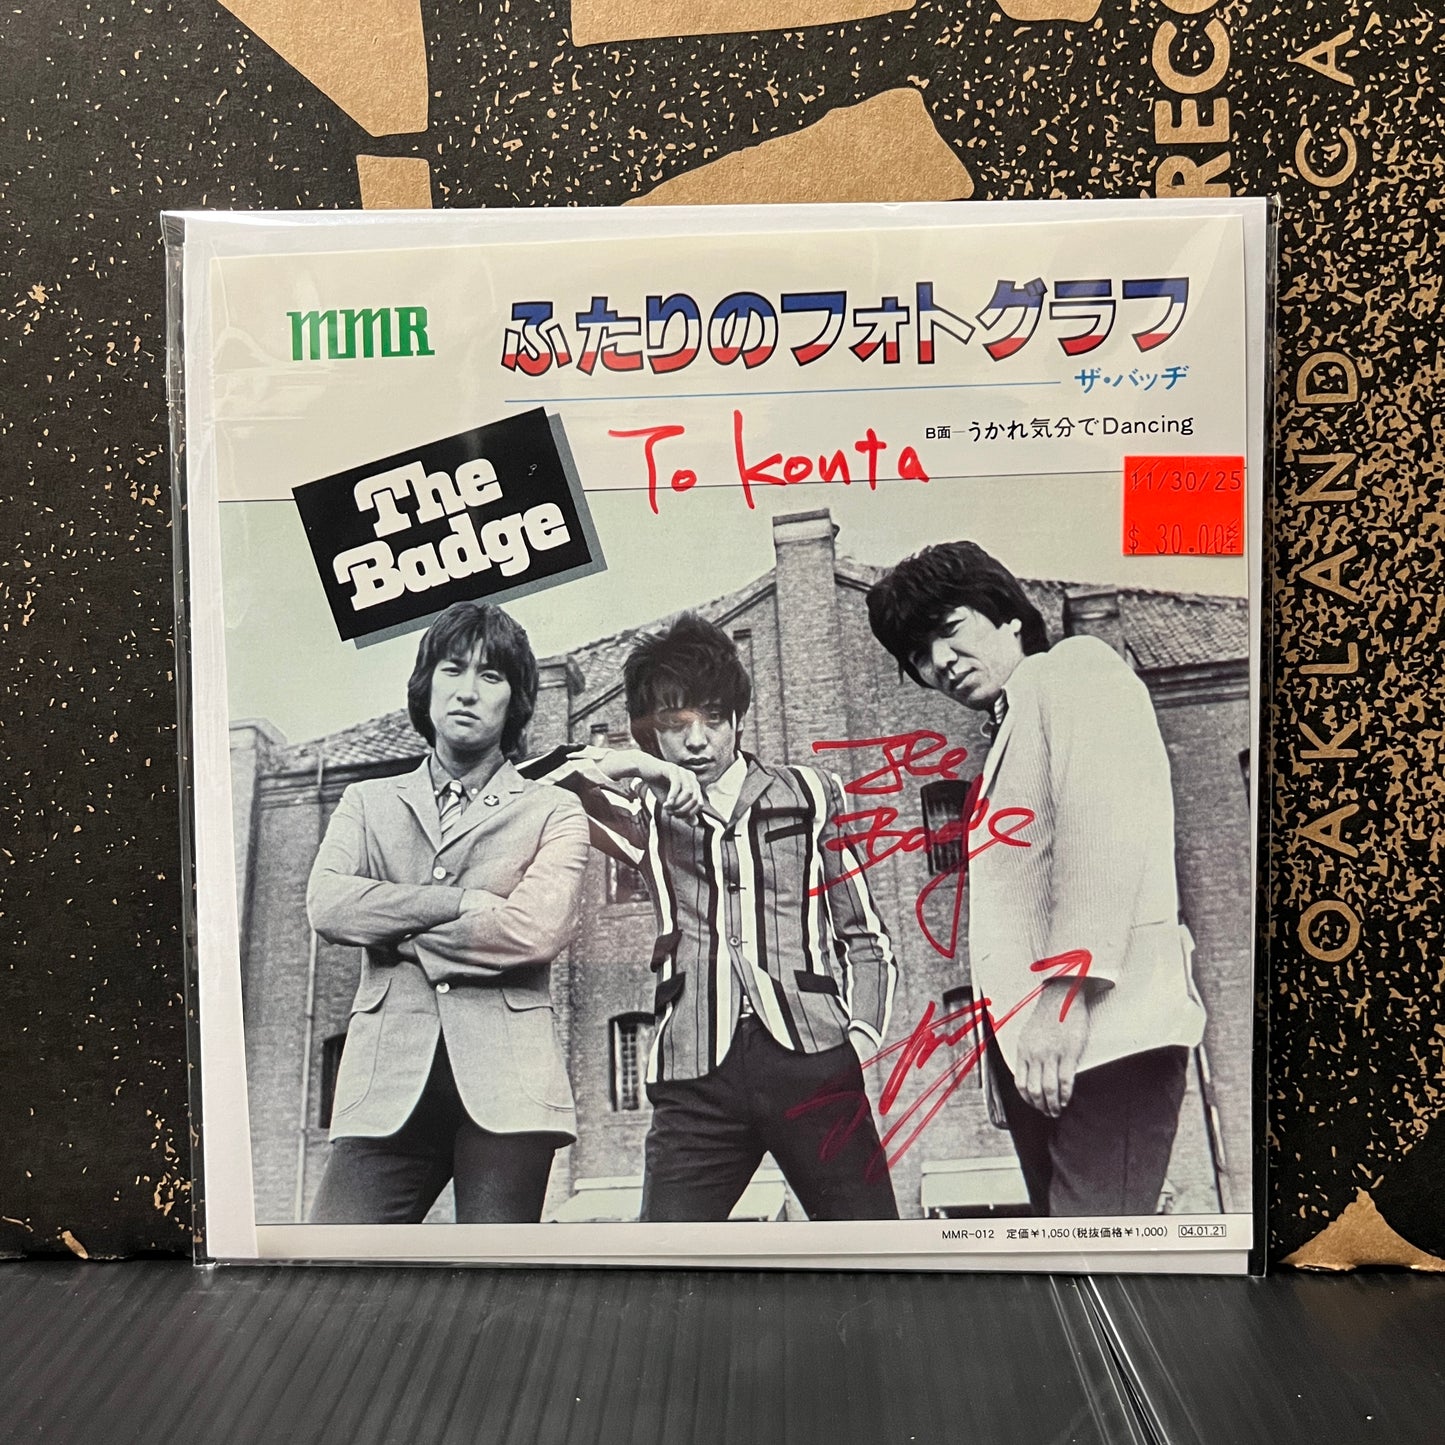 MMR
ふたりのフォトグラフ
ザ・バッヂ
B面—うかれ気分でDancing
To Konta
The
Badge
11/30/25
$ 30.00
The
Badge
MMR-012 定価¥1,050(税抜価格¥1,000) 04.01.21
REC
OAKLAND, CA